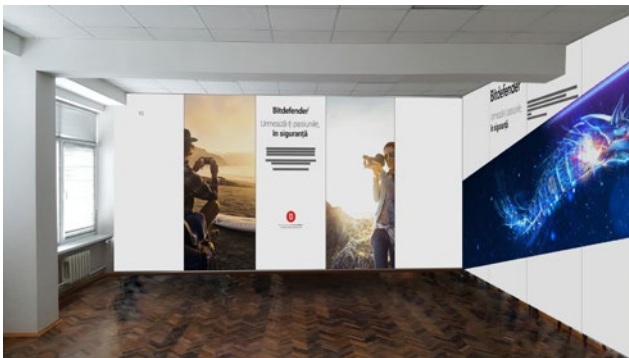 Bitdefender
Urmează-ți pasiunile,
în siguranță
Bitdefender
Urmează-ți pasiunile,
în siguranță